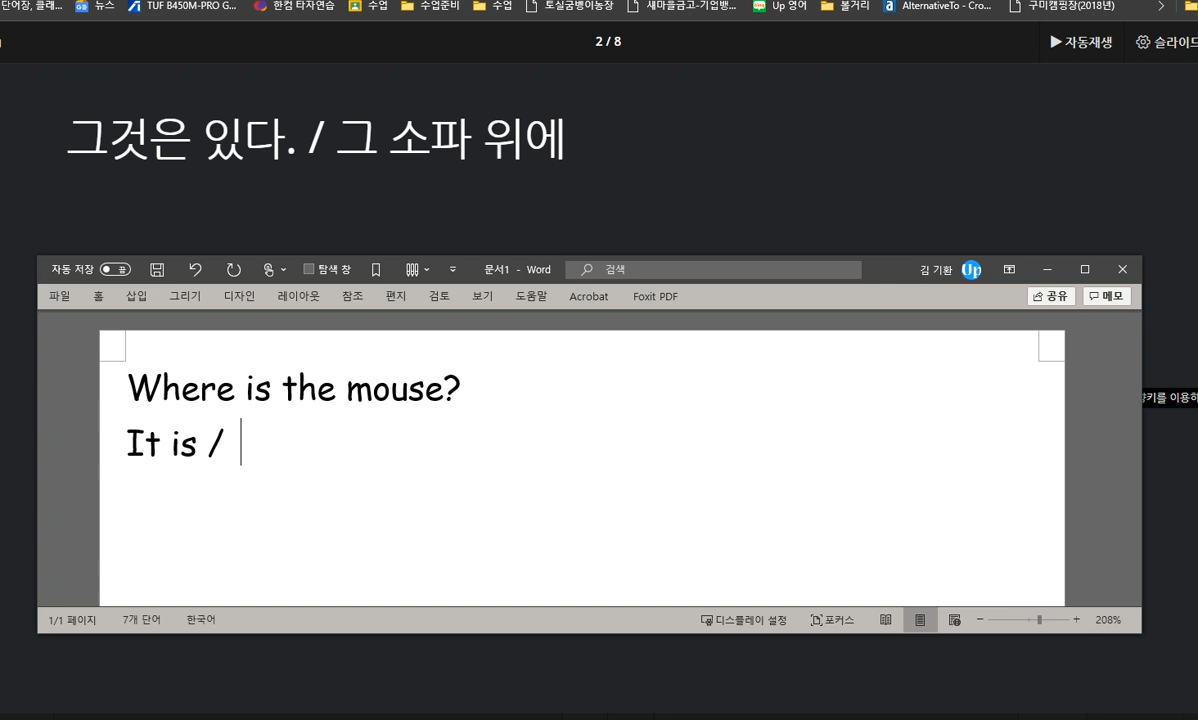 단어장, 클래... 뉴스 TUF B450M-PRO G... 한컴 타자연습 수업 수업준비 수업 토실굼벵이농장 새마을금고-기업뱅... Up 영어 볼거리 AlternativeTo - Cro... 구미캠핑장(2018년)
2 / 8 자동재생 슬라이드
그것은 있다. / 그 소파 위에
자동 저장 끔 탐색 창 문서1 - Word 검색 김 기환 Up
파일 홈 삽입 그리기 디자인 레이아웃 참조 편지 검토 보기 도움말 Acrobat Foxit PDF 공유 메모
Where is the mouse?
It is /
키를 이용하
1/1 페이지 7개 단어 한국어 디스플레이 설정 포커스 208%